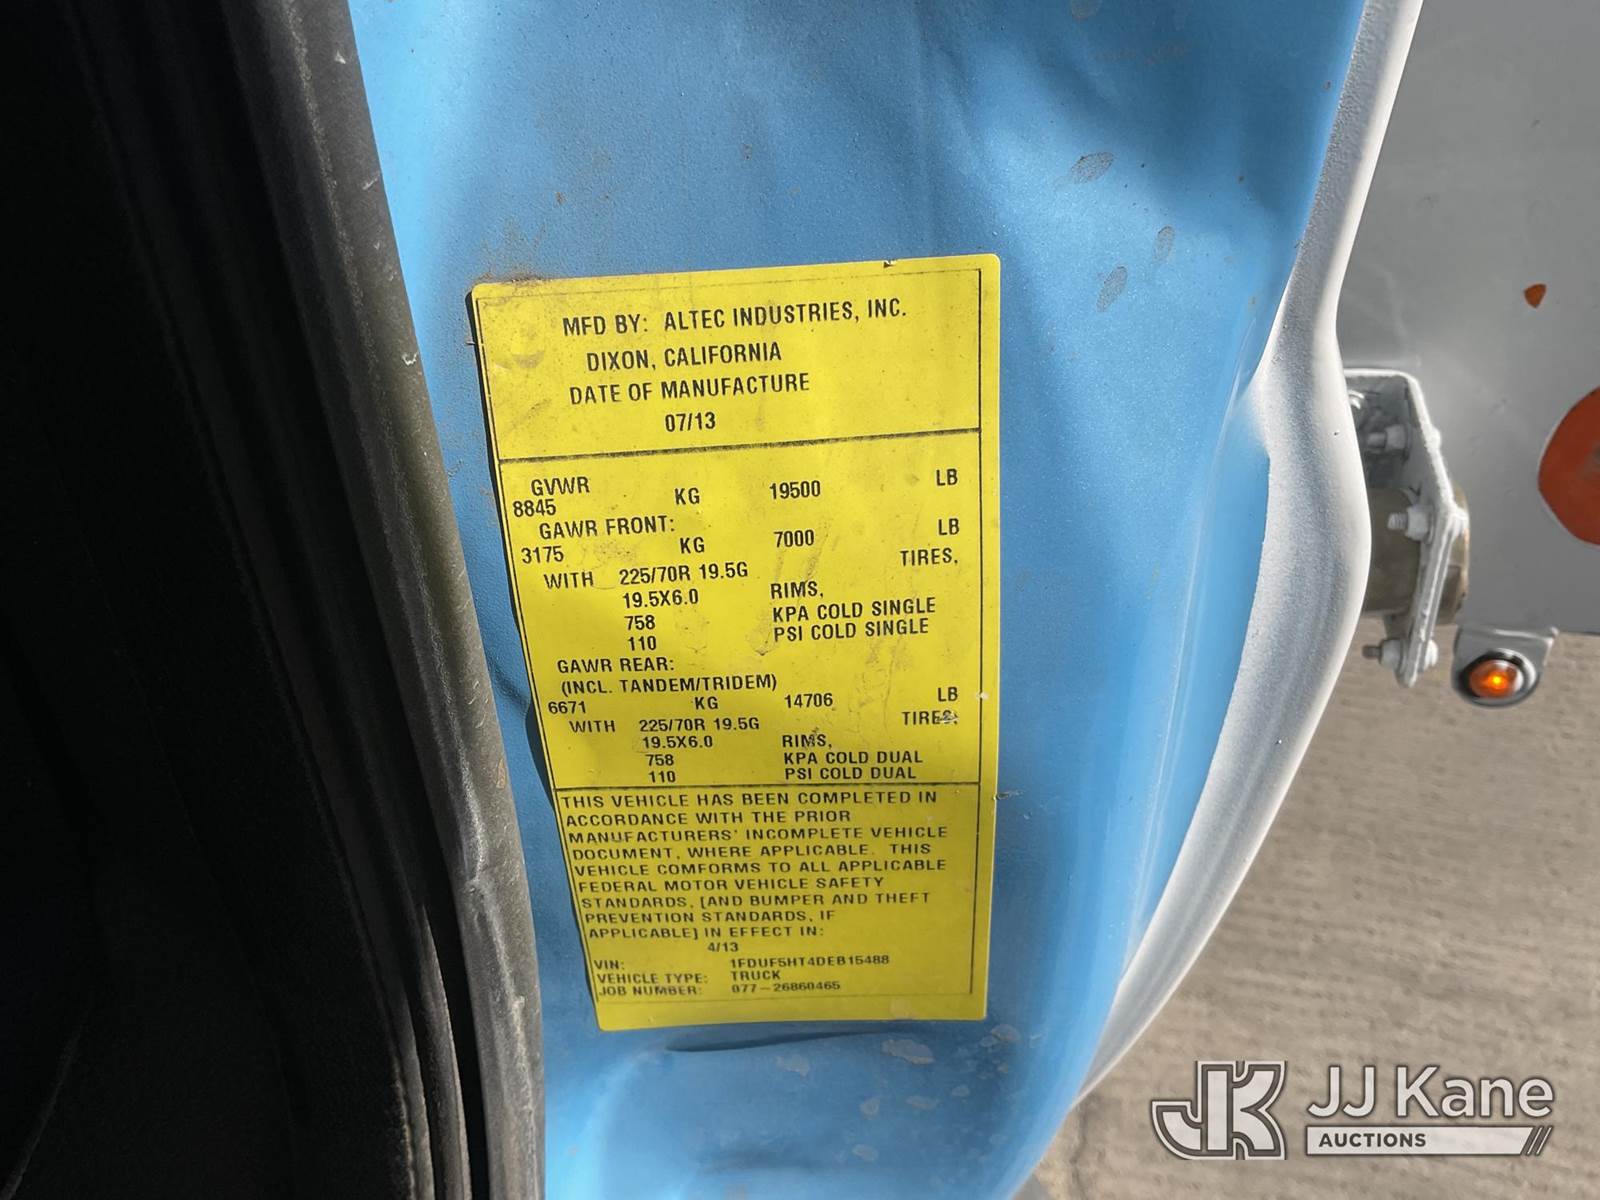 MFD BY: ALTEC INDUSTRIES, INC.
DIXON, CALIFORNIA
DATE OF MANUFACTURE
07/13
GVWR
8845 KG 19500 LB
GAWR FRONT:
3175 KG 7000 LB
WITH 225/70R 19.5G TIRES,
19.5X6.0 RIMS,
758 KPA COLD SINGLE
110 PSI COLD SINGLE
GAWR REAR:
(INCL. TANDEM/TRIDEM)
6671 KG 14706 LB
WITH 225/70R 19.5G TIRES,
19.5X6.0 RIMS,
758 KPA COLD DUAL
110 PSI COLD DUAL
THIS VEHICLE HAS BEEN COMPLETED IN
ACCORDANCE WITH THE PRIOR
MANUFACTURERS' INCOMPLETE VEHICLE
DOCUMENT, WHERE APPLICABLE. THIS
VEHICLE COMFORMS TO ALL APPLICABLE
FEDERAL MOTOR VEHICLE SAFETY
STANDARDS, [AND BUMPER AND THEFT
PREVENTION STANDARDS, IF
APPLICABLE] IN EFFECT IN:
4/13
VIN: 1FDUF5HT4DEB15488
VEHICLE TYPE: TRUCK
JOB NUMBER: 077-26860465
JK JJ Kane
AUCTIONS